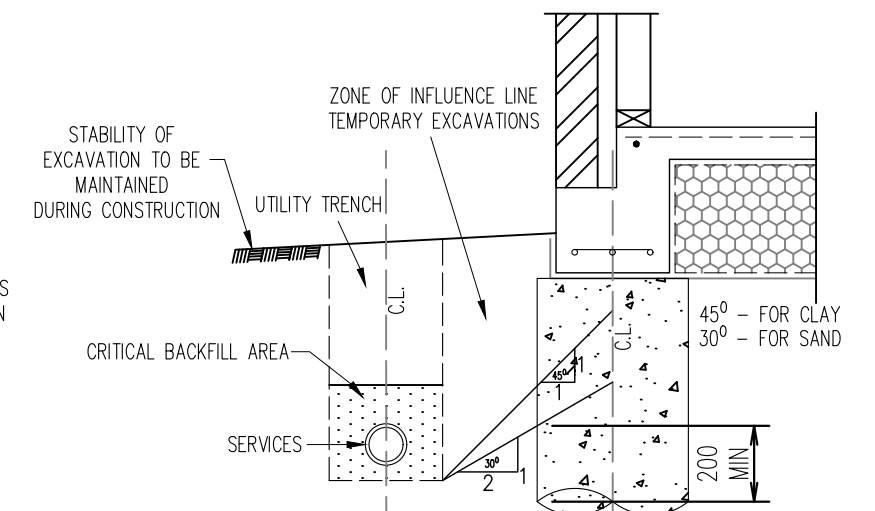 ZONE OF INFLUENCE LINE
TEMPORARY EXCAVATIONS
STABILITY OF
EXCAVATION TO BE
MAINTAINED
DURING CONSTRUCTION
UTILITY TRENCH
S
N
C.L.
C.L.
45⁰ - FOR CLAY
30⁰ - FOR SAND
CRITICAL BACKFILL AREA
45⁰
1
1
SERVICES
30⁰
1
2
200
MIN